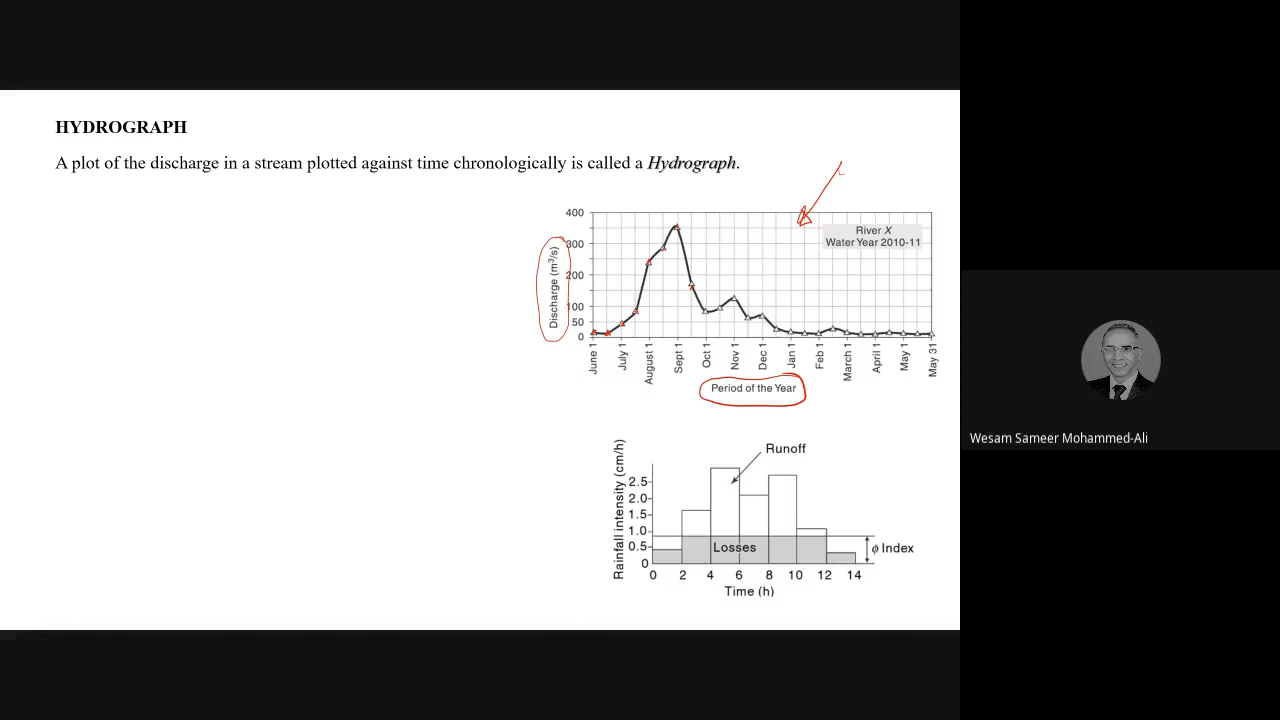 HYDROGRAPH
A plot of the discharge in a stream plotted against time chronologically is called a Hydrograph.
400
300
200
100
50
0
Discharge (m³/s)
River X
Water Year 2010-11
June 1
July 1
August 1
Sept 1
Oct 1
Nov 1
Dec 1
Jan 1
Feb 1
March 1
April 1
May 1
May 31
Period of the Year
Rainfall intensity (cm/h)
2.5
2.0
1.5
1.0
0.5
0
Runoff
Losses
ϕ Index
0 2 4 6 8 10 12 14
Time (h)
Wesam Sameer Mohammed-Ali